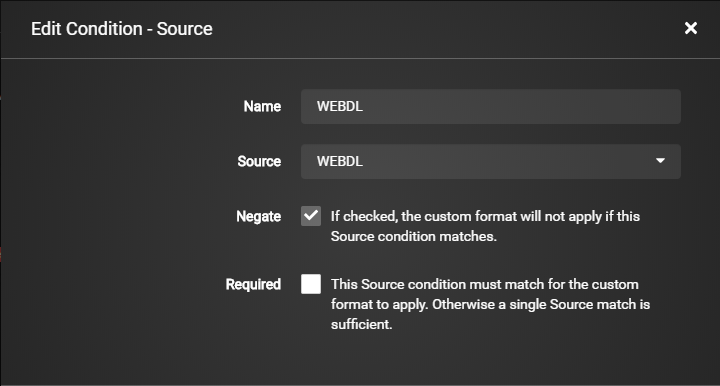 Edit Condition - Source
Name
WEBDL
Source
WEBDL
Negate
If checked, the custom format will not apply if this
Source condition matches.
Required
This Source condition must match for the custom
format to apply. Otherwise a single Source match is
sufficient.